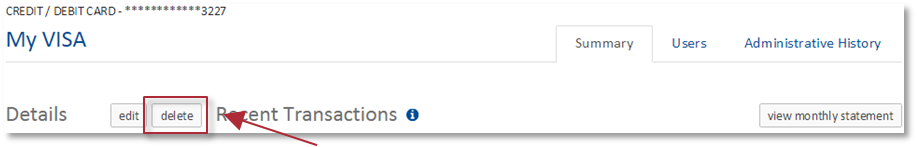 CREDIT / DEBIT CARD - ************3227
My VISA
Summary Users Administrative History
Details edit delete Recent Transactions view monthly statement